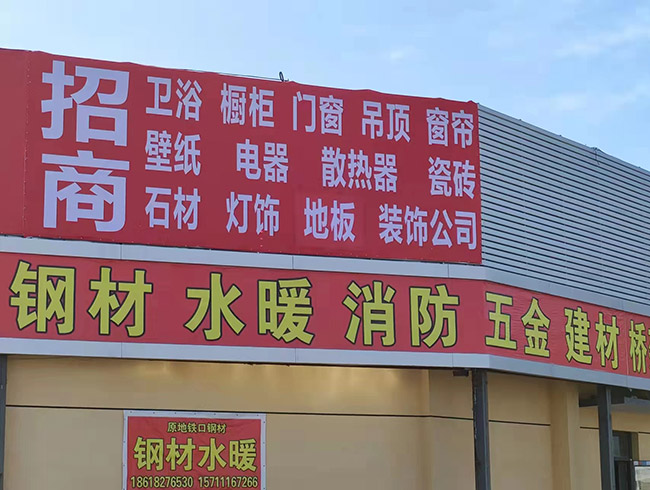 招商
卫浴 橱柜 门窗 吊顶 窗帘
壁纸 电器 散热器 瓷砖
石材 灯饰 地板 装饰公司
钢材 水暖 消防 五金 建材 桥
原地铁口钢材
钢材水暖
18618276530 15711167266